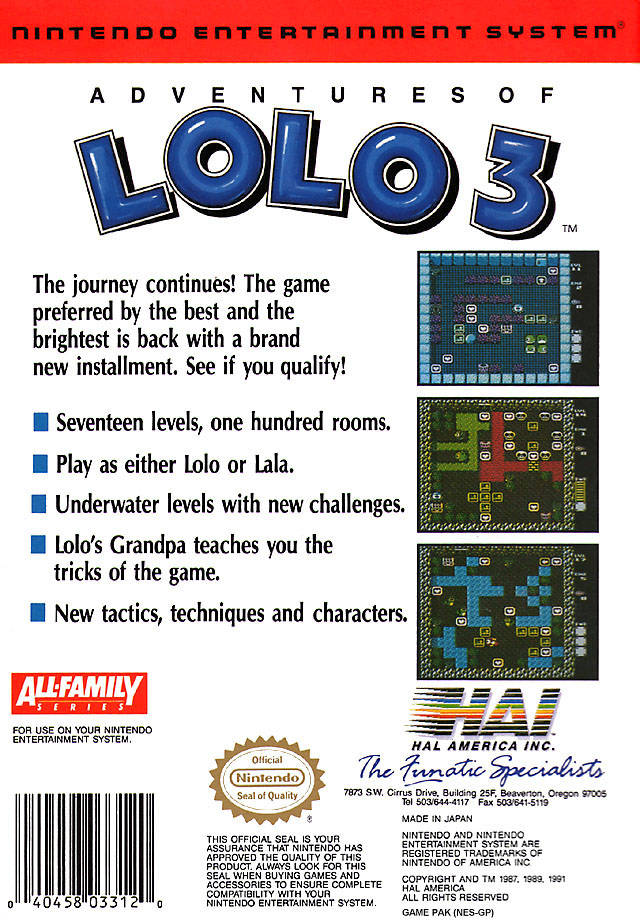 NINTENDO ENTERTAINMENT SYSTEM®
ADVENTURES OF
LOLO 3
TM
The journey continues! The game
preferred by the best and the
brightest is back with a brand
new installment. See if you qualify!
Seventeen levels, one hundred rooms.
Play as either Lolo or Lala.
Underwater levels with new challenges.
Lolo's Grandpa teaches you the
tricks of the game.
New tactics, techniques and characters.
ALL-FAMILY
SERIES
FOR USE ON YOUR NINTENDO
ENTERTAINMENT SYSTEM.
0 40458 03312 0
Official
Nintendo
Seal of Quality
®
THIS OFFICIAL SEAL IS YOUR
ASSURANCE THAT NINTENDO HAS
APPROVED THE QUALITY OF THIS
PRODUCT. ALWAYS LOOK FOR THIS
SEAL WHEN BUYING GAMES AND
ACCESSORIES TO ENSURE COMPLETE
COMPATIBILITY WITH YOUR
NINTENDO ENTERTAINMENT SYSTEM.
HAL
HAL AMERICA INC.
The Funatic Specialists
7873 S.W. Cirrus Drive, Building 25F, Beaverton, Oregon 97005
Tel 503/644-4117 Fax 503/641-5119
MADE IN JAPAN
NINTENDO AND NINTENDO
ENTERTAINMENT SYSTEM ARE
REGISTERED TRADEMARKS OF
NINTENDO OF AMERICA INC
COPYRIGHT AND TM 1987, 1989, 1991
HAL AMERICA
ALL RIGHTS RESERVED
GAME PAK (NES-GP)